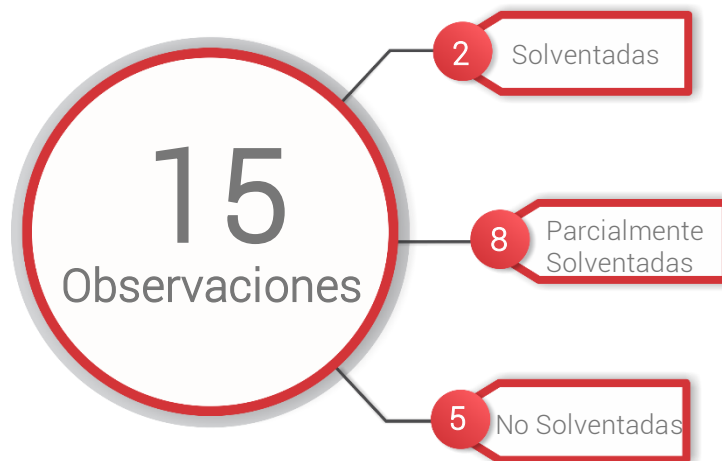 15
Observaciones
2
Solventadas
8
Parcialmente
Solventadas
5
No Solventadas